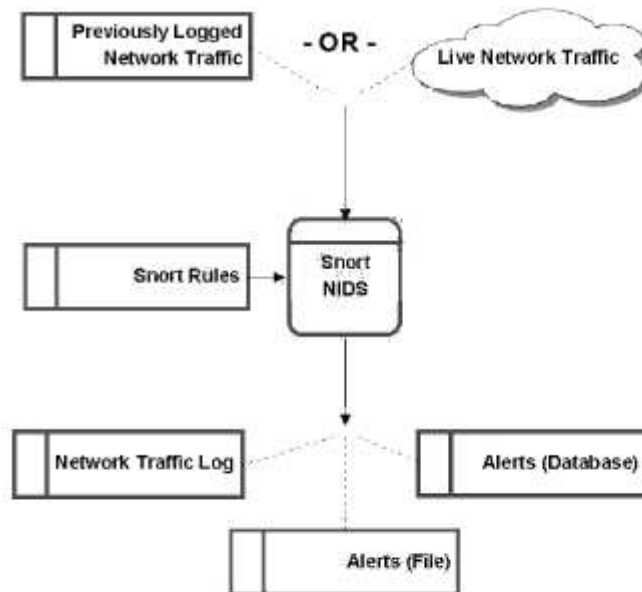 Previously Logged
Network Traffic
- OR -
Live Network Traffic
Snort Rules
Snort
NIDS
Network Traffic Log
Alerts (Database)
Alerts (File)